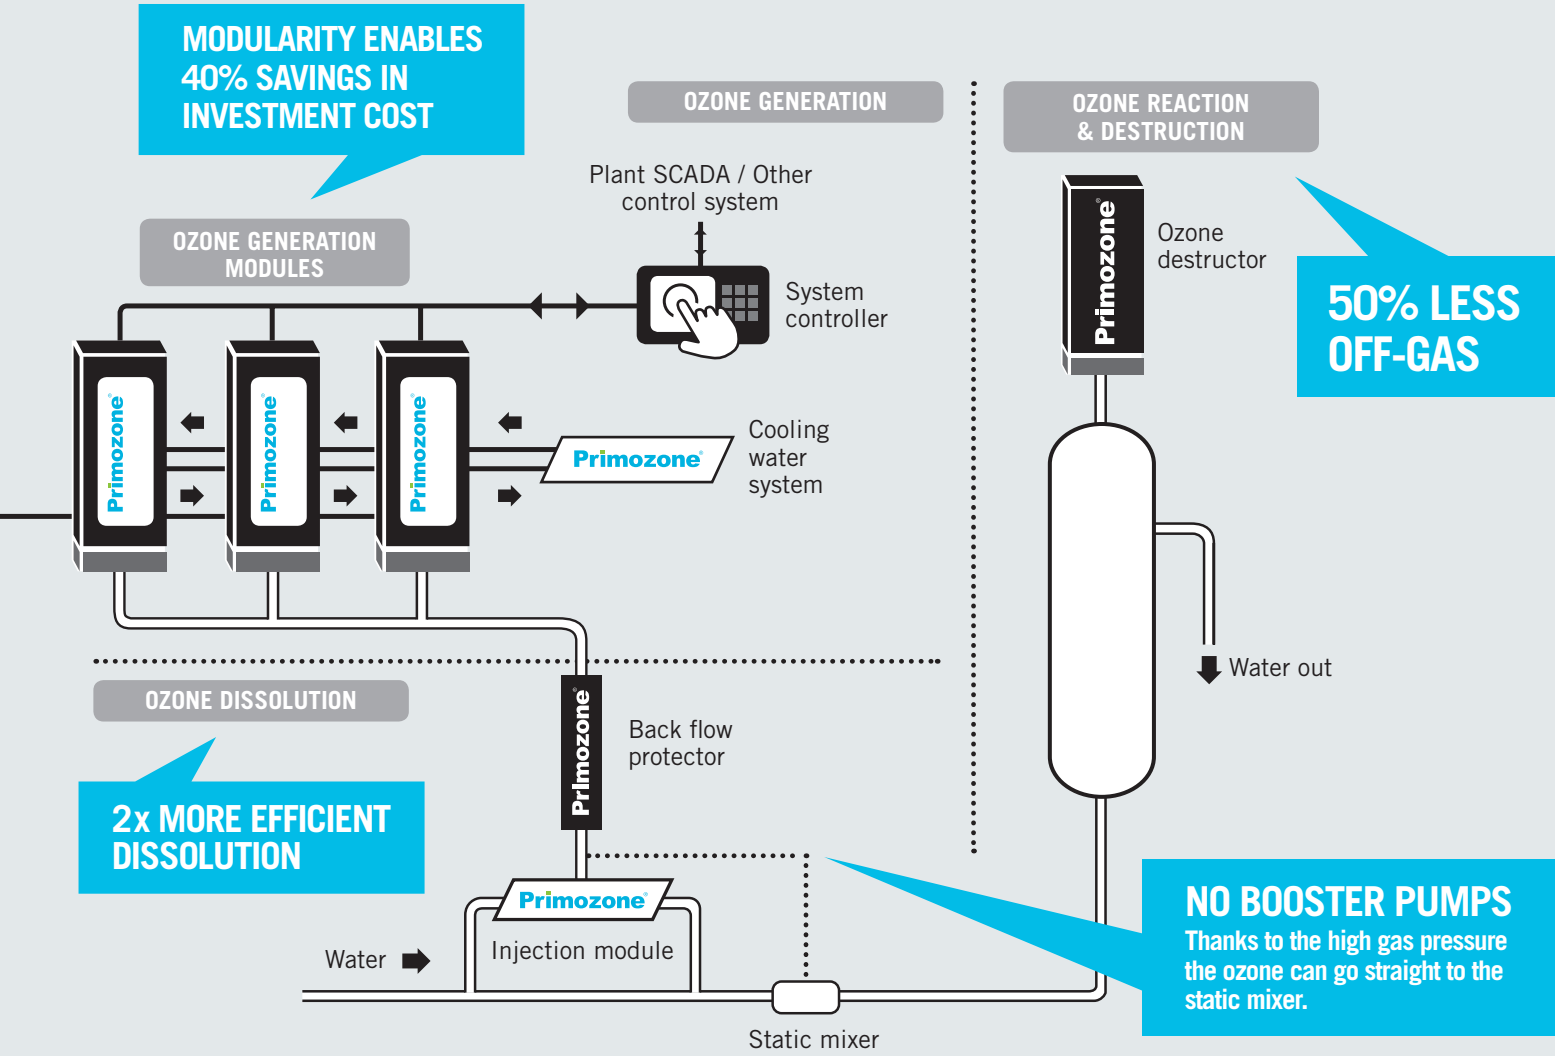 MODULARITY ENABLES
40% SAVINGS IN
INVESTMENT COST
OZONE GENERATION
OZONE REACTION
& DESTRUCTION
Plant SCADA / Other
control system
OZONE GENERATION
MODULES
System
controller
Primozone®
Ozone
destructor
50% LESS
OFF-GAS
Primozone®
Primozone®
Primozone®
Primozone®
Cooling
water
system
Water out
OZONE DISSOLUTION
Primozone®
Back flow
protector
2x MORE EFFICIENT
DISSOLUTION
Primozone®
Injection module
Water
Static mixer
NO BOOSTER PUMPS
Thanks to the high gas pressure
the ozone can go straight to the
static mixer.